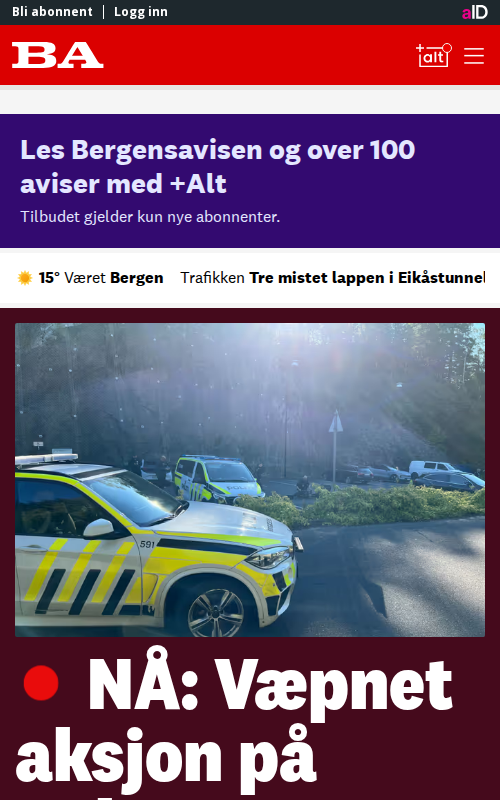 Bli abonnent | Logg inn
aID
BA
alt
Les Bergensavisen og over 100
aviser med +Alt
Tilbudet gjelder kun nye abonnenter.
15° Været Bergen Trafikken Tre mistet lappen i Eikåstunnel
591
NÅ: Væpnet
aksjon på